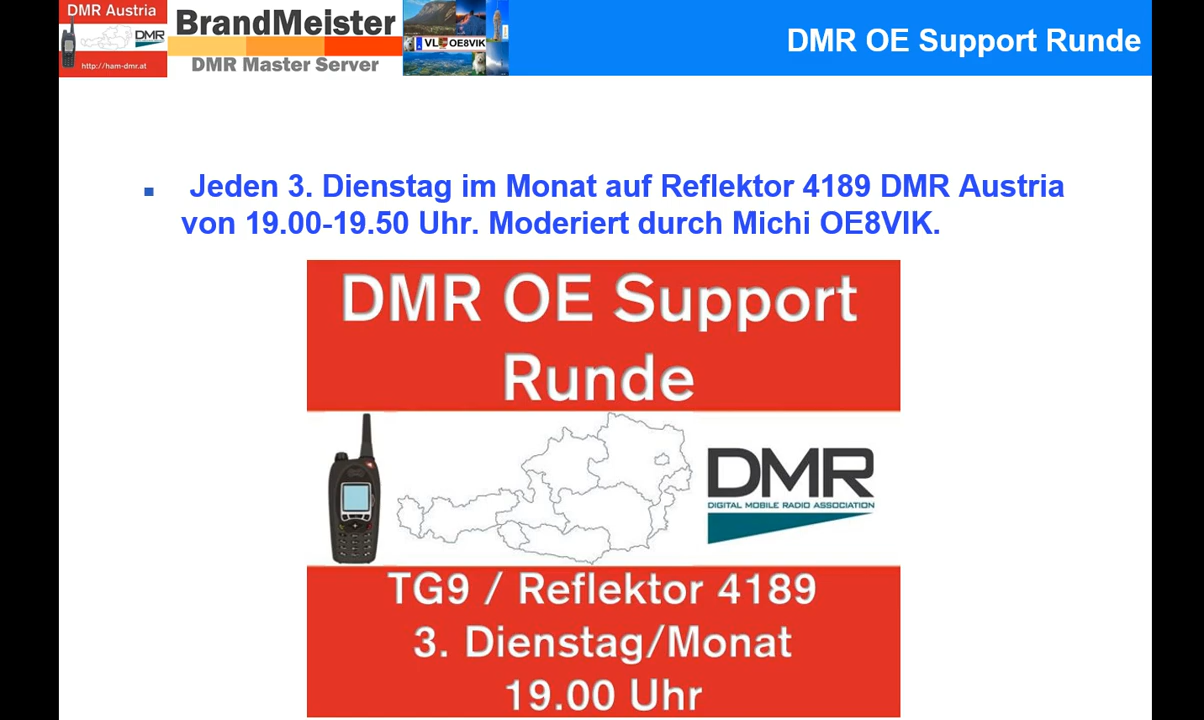 DMR Austria
DMR
http://ham-dmr.at
BrandMeister
DMR Master Server
VL OE8VIK
DMR OE Support Runde
Jeden 3. Dienstag im Monat auf Reflektor 4189 DMR Austria
von 19.00-19.50 Uhr. Moderiert durch Michi OE8VIK.
DMR OE Support
Runde
DMR
DIGITAL MOBILE RADIO ASSOCIATION
TG9 / Reflektor 4189
3. Dienstag/Monat
19.00 Uhr